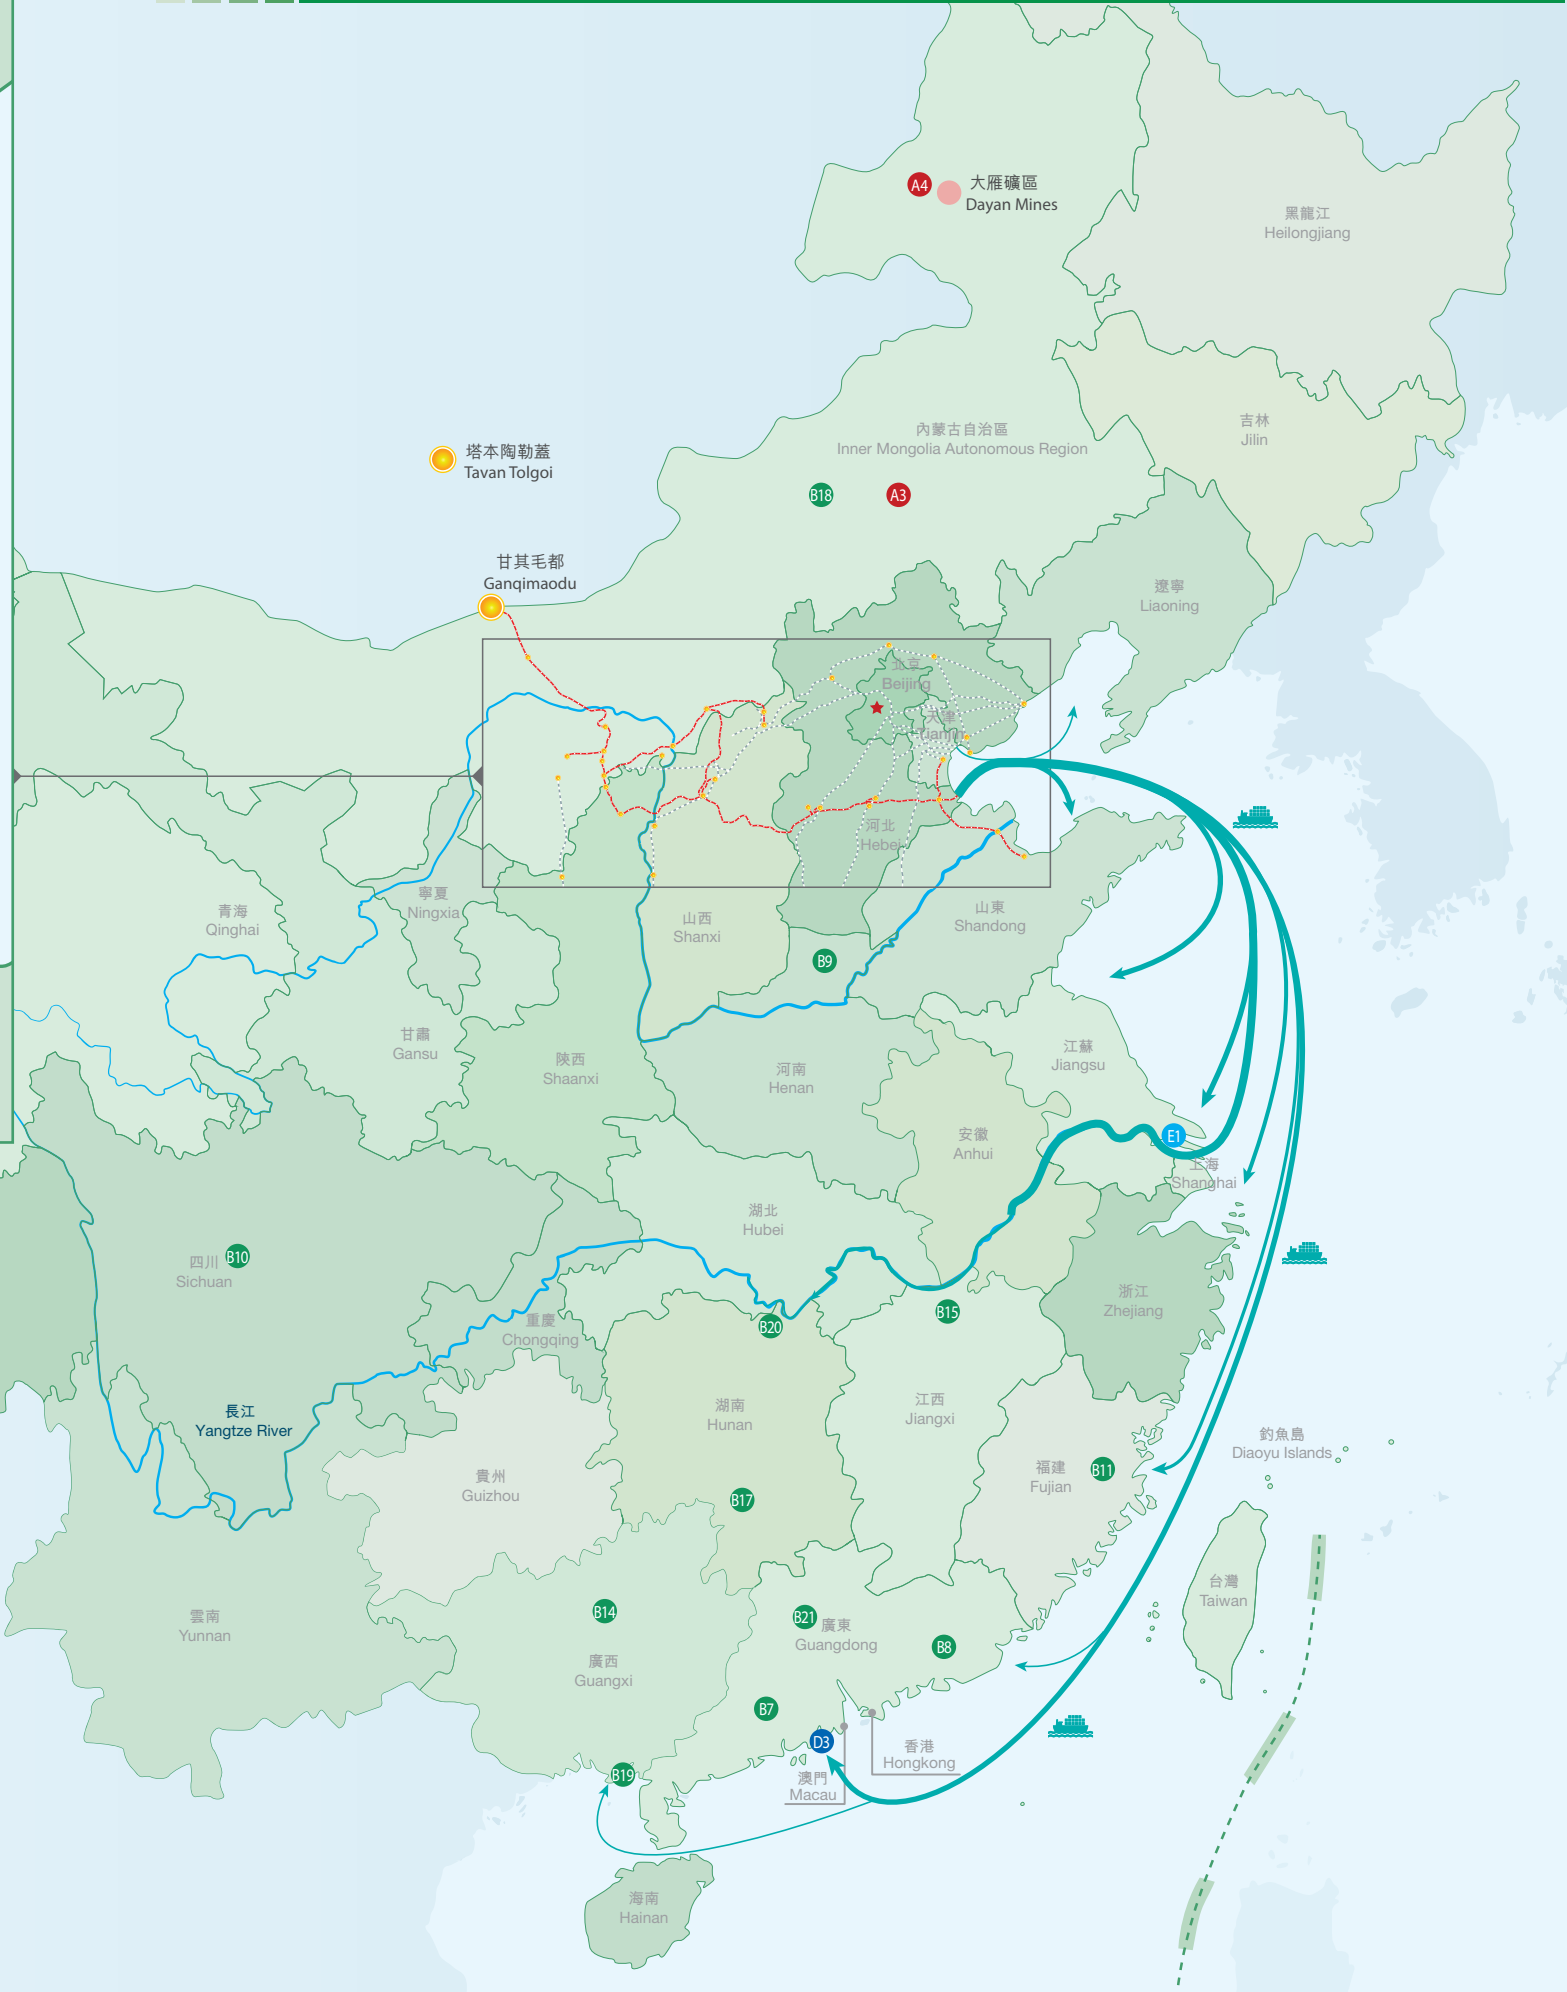 A4
大雁礦區
Dayan Mines
黑龍江
Heilongjiang
吉林
Jilin
內蒙古自治區
Inner Mongolia Autonomous Region
塔本陶勒蓋
Tavan Tolgoi
B18
A3
甘其毛都
Ganqimaodu
遼寧
Liaoning
北京
Beijing
天津
Tianjin
河北
Hebei
寧夏
Ningxia
青海
Qinghai
山西
Shanxi
山東
Shandong
B9
甘肅
Gansu
陝西
Shaanxi
河南
Henan
江蘇
Jiangsu
安徽
Anhui
E1
上海
Shanghai
湖北
Hubei
四川
Sichuan
B10
浙江
Zhejiang
重慶
Chongqing
B20
B15
長江
Yangtze River
湖南
Hunan
江西
Jiangxi
釣魚島
Diaoyu Islands
貴州
Guizhou
福建
Fujian
B11
B17
台灣
Taiwan
雲南
Yunnan
B14
B21
廣東
Guangdong
B8
廣西
Guangxi
B7
D3
香港
Hongkong
澳門
Macau
B19
海南
Hainan